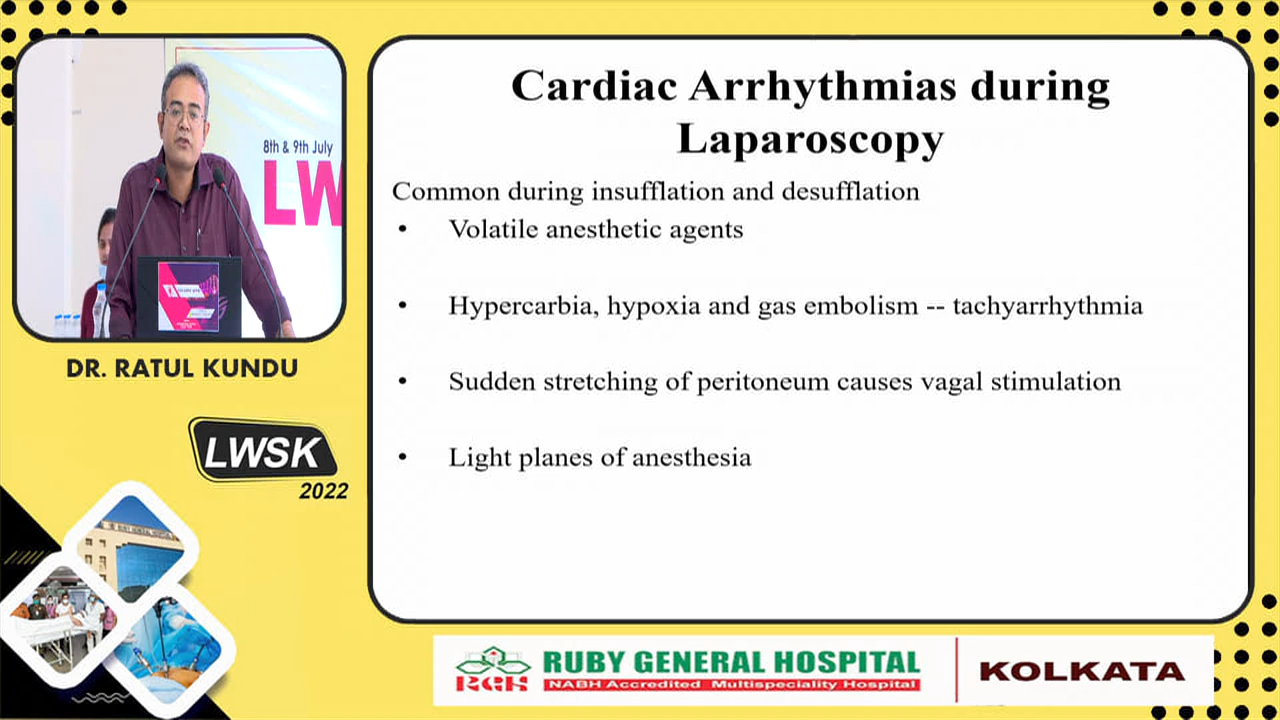 Cardiac Arrhythmias during
Laparoscopy
Common during insufflation and desufflation
• Volatile anesthetic agents
• Hypercarbia, hypoxia and gas embolism -- tachyarrhythmia
• Sudden stretching of peritoneum causes vagal stimulation
• Light planes of anesthesia
8th & 9th July
LW
DR. RATUL KUNDU
LWSK
2022
RUBY GENERAL HOSPITAL
RGH
NABH Accredited Multispeciality Hospital
KOLKATA